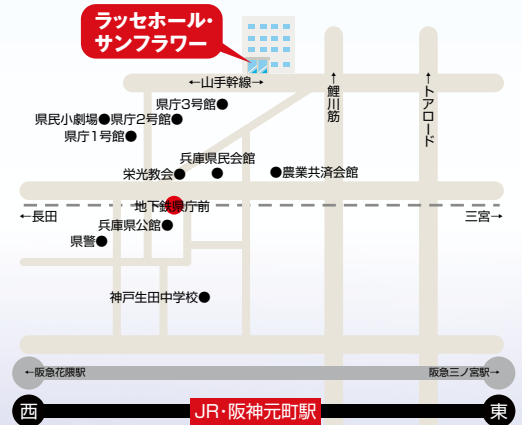 ラッセホール・
サンフラワー
←山手幹線→
←鯉川筋
←トアロード
県庁3号館●
県民小劇場●県庁2号館●
県庁1号館●
兵庫県民会館
栄光教会●
●農業共済会館
地下鉄県庁前
←長田
三宮→
兵庫県公館●
県警●
神戸生田中学校●
←阪急花隈駅
阪急三ノ宮駅→
西
JR・阪神元町駅
東